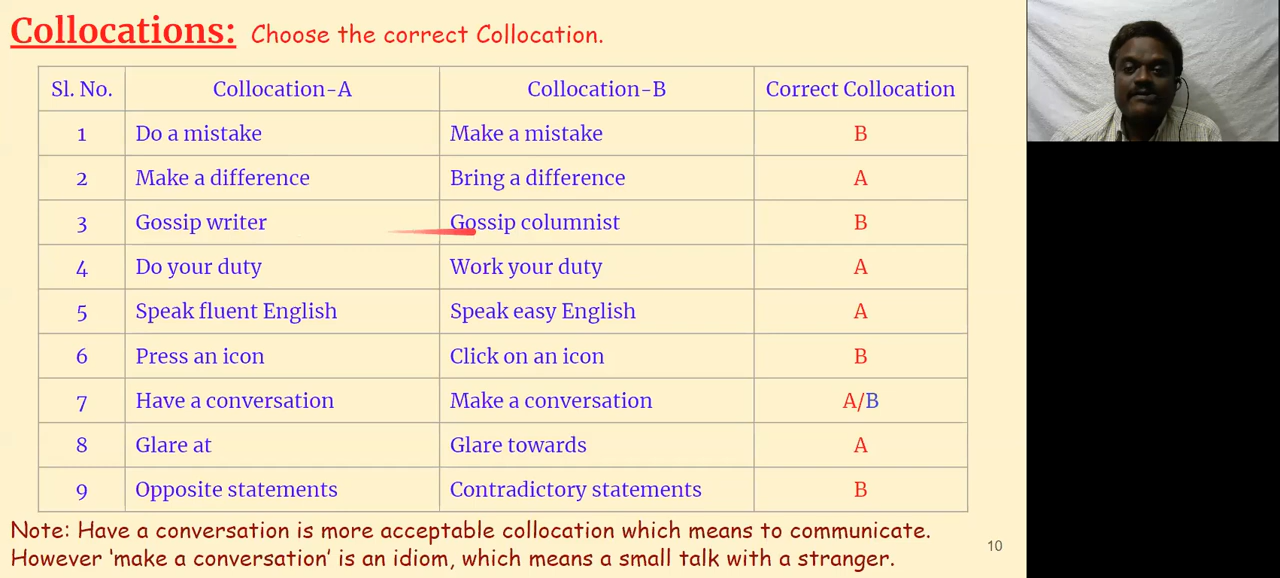 Collocations: Choose the correct Collocation.
Sl. No. Collocation-A Collocation-B Correct Collocation
1 Do a mistake Make a mistake B
2 Make a difference Bring a difference A
3 Gossip writer Gossip columnist B
4 Do your duty Work your duty A
5 Speak fluent English Speak easy English A
6 Press an icon Click on an icon B
7 Have a conversation Make a conversation A/B
8 Glare at Glare towards A
9 Opposite statements Contradictory statements B
Note: Have a conversation is more acceptable collocation which means to communicate.
However ‘make a conversation’ is an idiom, which means a small talk with a stranger.
10